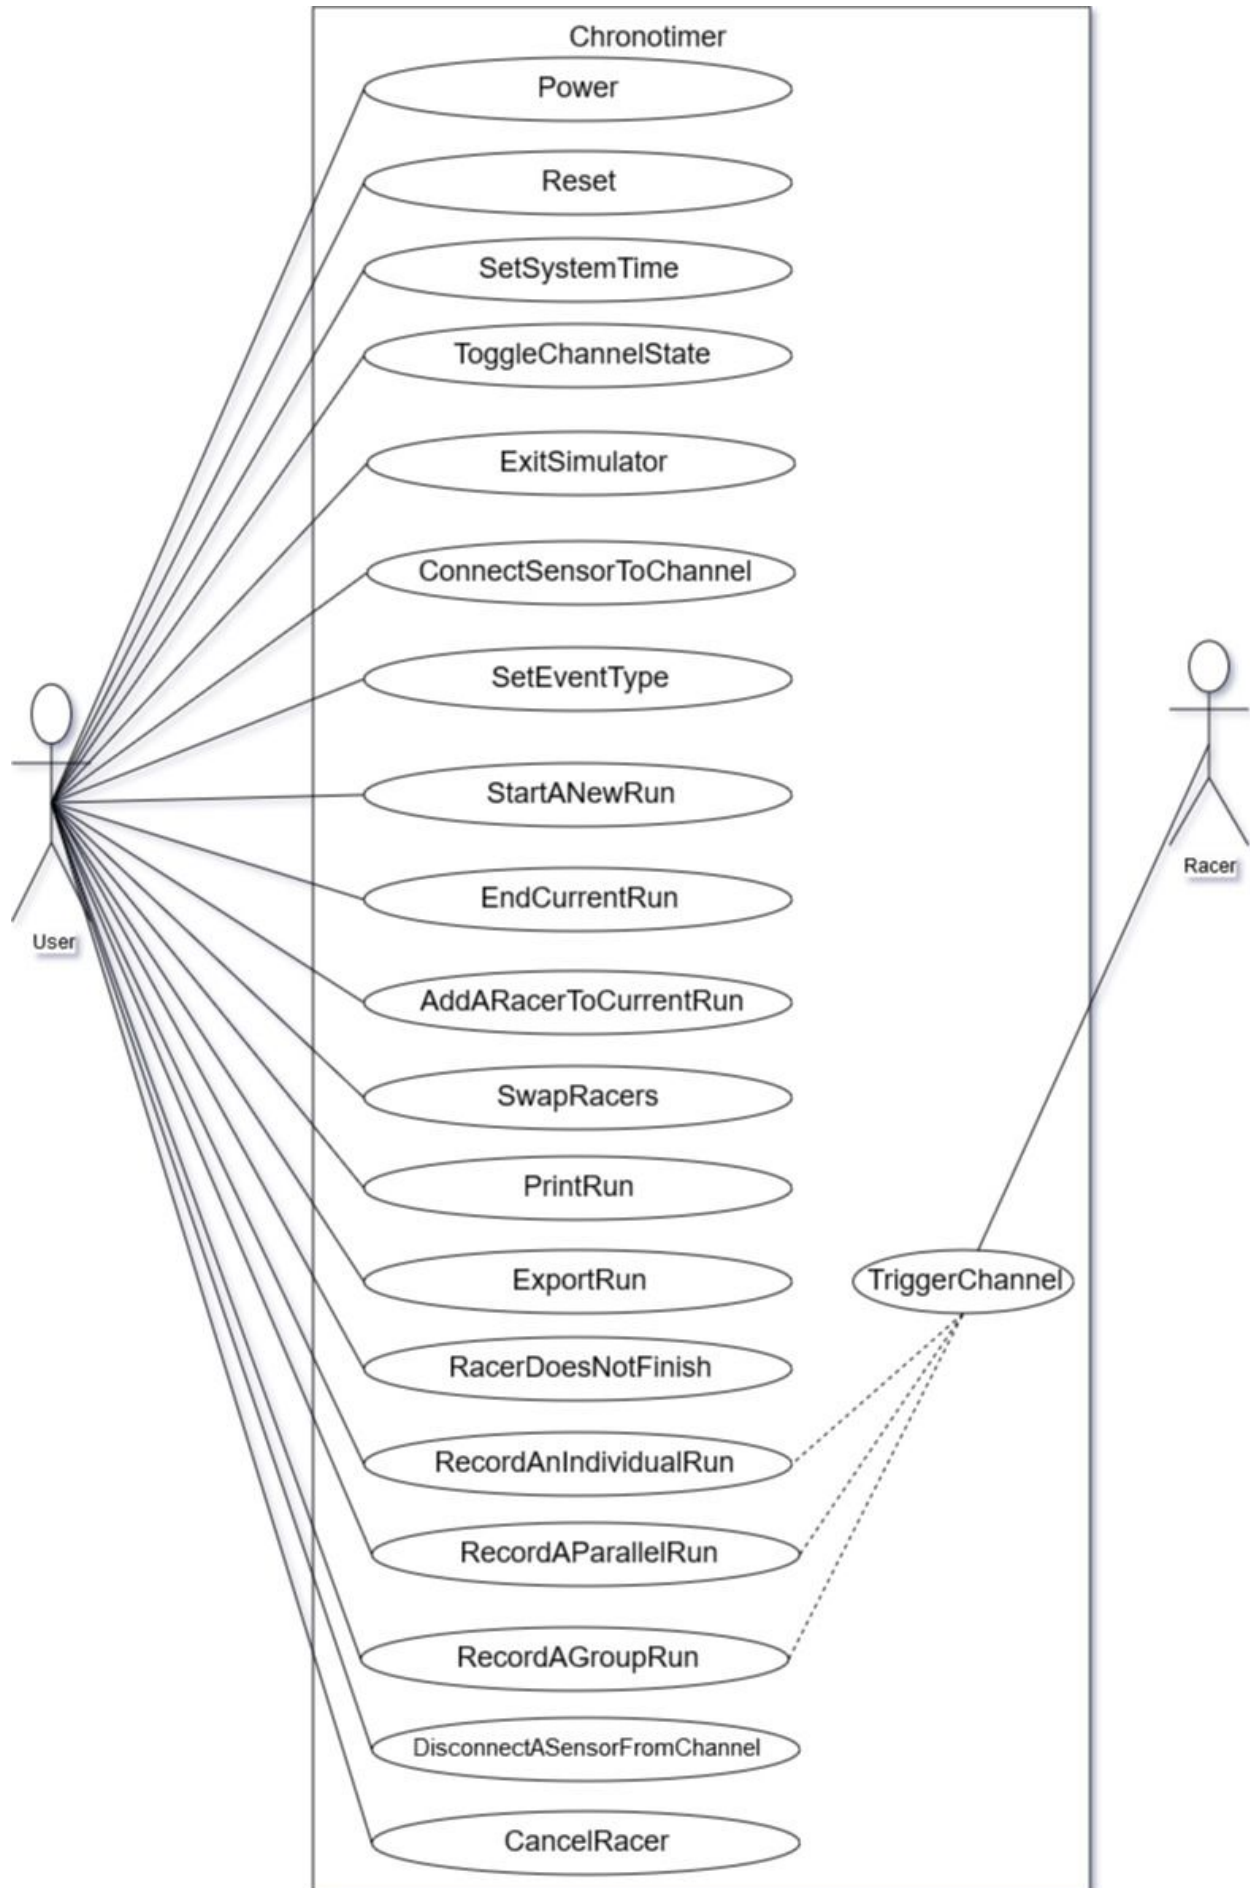 Chronotimer
Power
Reset
SetSystemTime
ToggleChannelState
ExitSimulator
ConnectSensorToChannel
SetEventType
StartANewRun
EndCurrentRun
User
Racer
AddARacerToCurrentRun
SwapRacers
PrintRun
ExportRun
TriggerChannel
RacerDoesNotFinish
RecordAnIndividualRun
RecordAParallelRun
RecordAGroupRun
DisconnectASensorFromChannel
CancelRacer